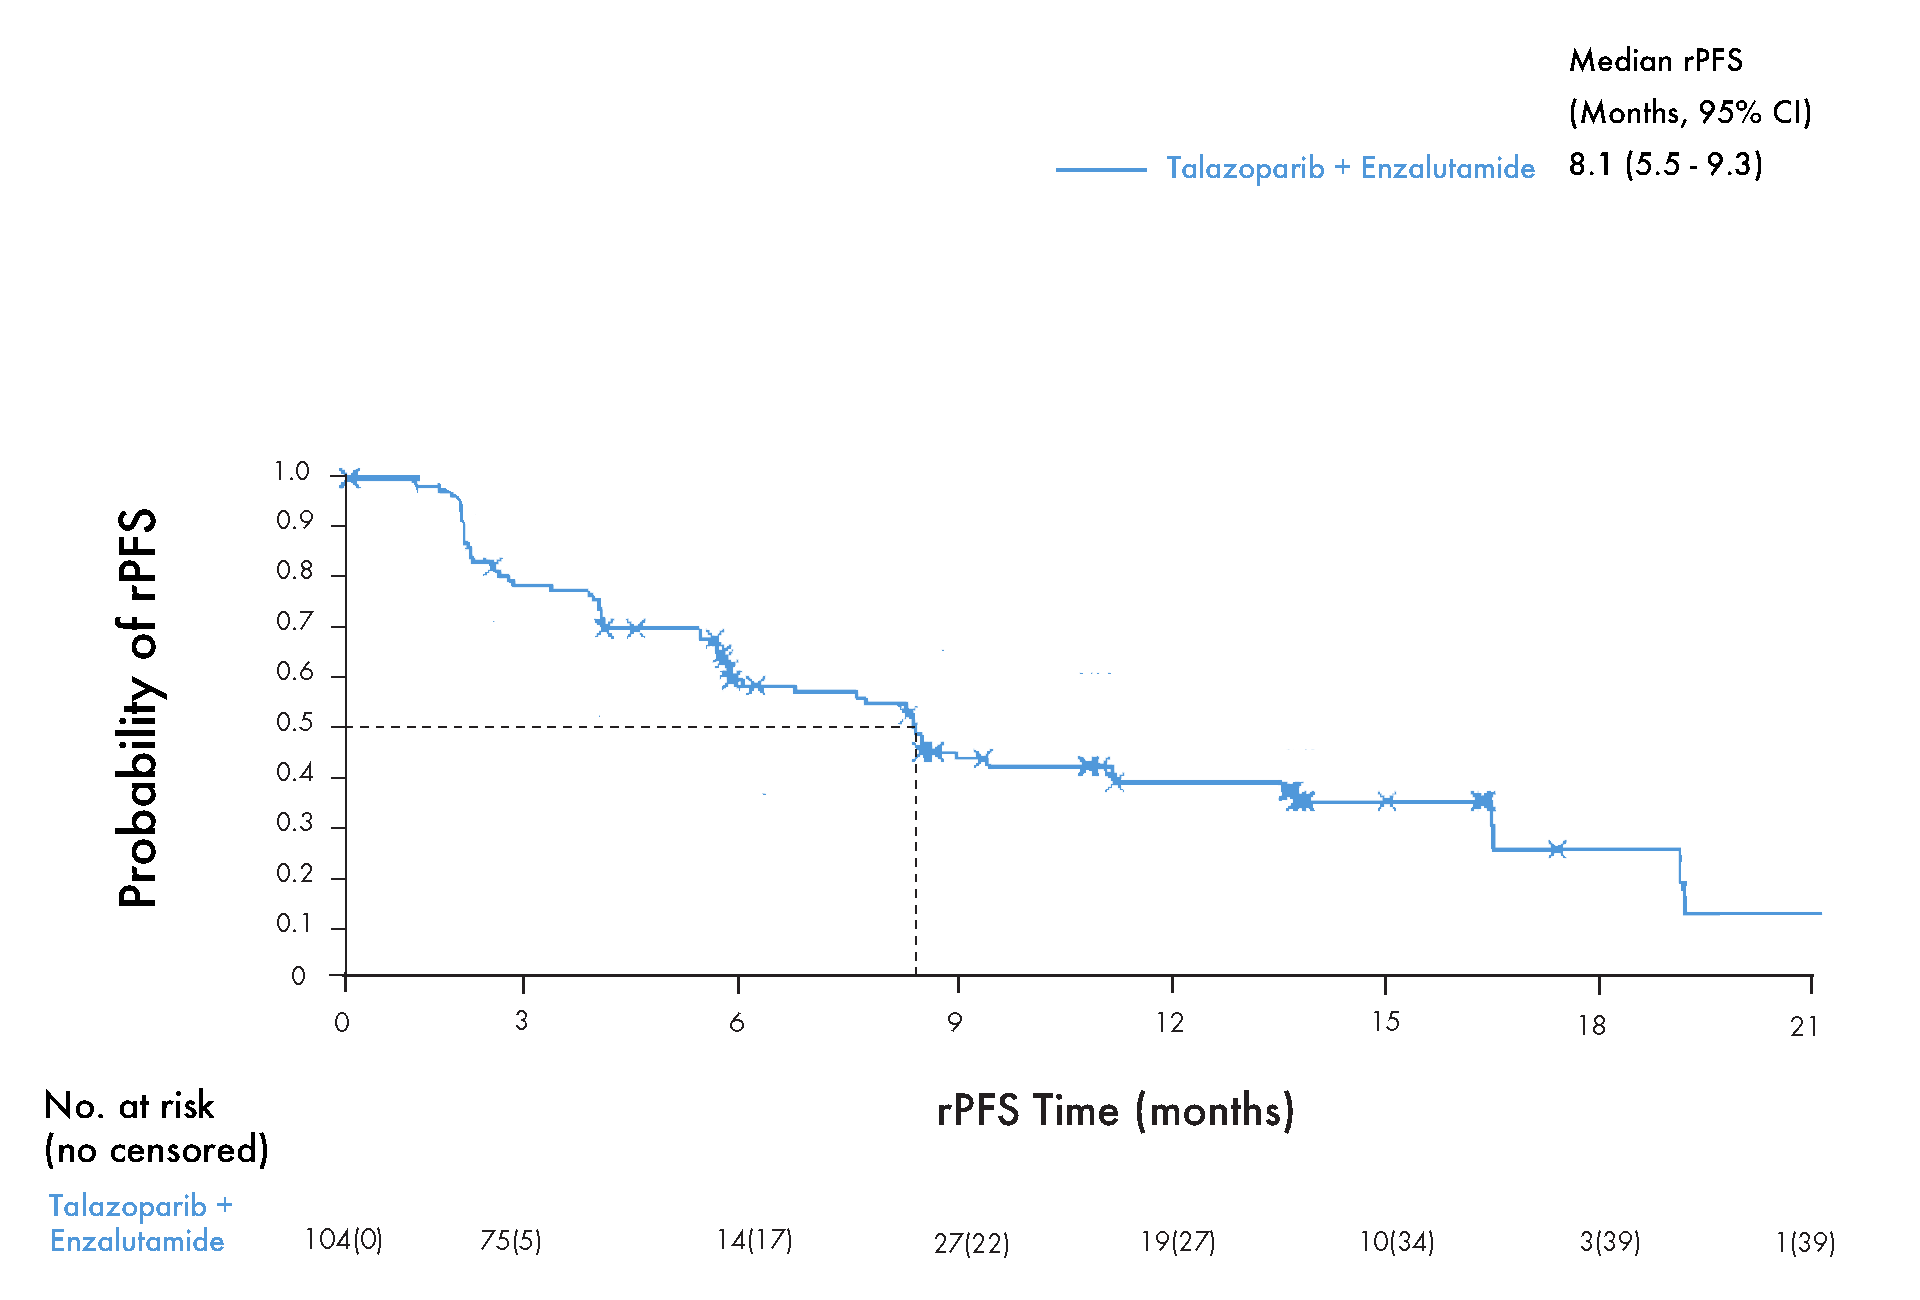 Median rPFS
(Months, 95% CI)
Talazoparib + Enzalutamide 8.1 (5.5 - 9.3)
Probability of rPFS
1.0
0.9
0.8
0.7
0.6
0.5
0.4
0.3
0.2
0.1
0
0 3 6 9 12 15 18 21
rPFS Time (months)
No. at risk
(no censored)
Talazoparib +
Enzalutamide 104(0) 75(5) 14(17) 27(22) 19(27) 10(34) 3(39) 1(39)